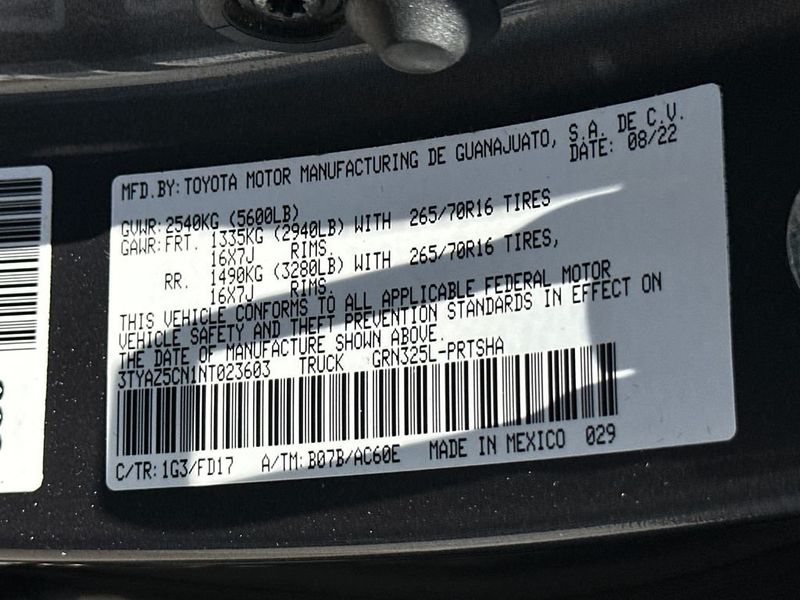 MFD.BY: TOYOTA MOTOR MANUFACTURING DE GUANAJUATO, S.A. DE C.V.
DATE: 08/22
GVWR: 2540KG (5600LB)
GAWR: FRT. 1335KG (2940LB) WITH 265/70R16 TIRES
16X7J RIMS.
RR. 1490KG (3280LB) WITH 265/70R16 TIRES,
16X7J RIMS.
THIS VEHICLE CONFORMS TO ALL APPLICABLE FEDERAL MOTOR
VEHICLE SAFETY AND THEFT PREVENTION STANDARDS IN EFFECT ON
THE DATE OF MANUFACTURE SHOWN ABOVE.
3TYAZ5CN1NT023603 TRUCK GRN325L-PRTSHA
C/TR: 1G3/FD17 A/TM: B07B/AC60E MADE IN MEXICO 029